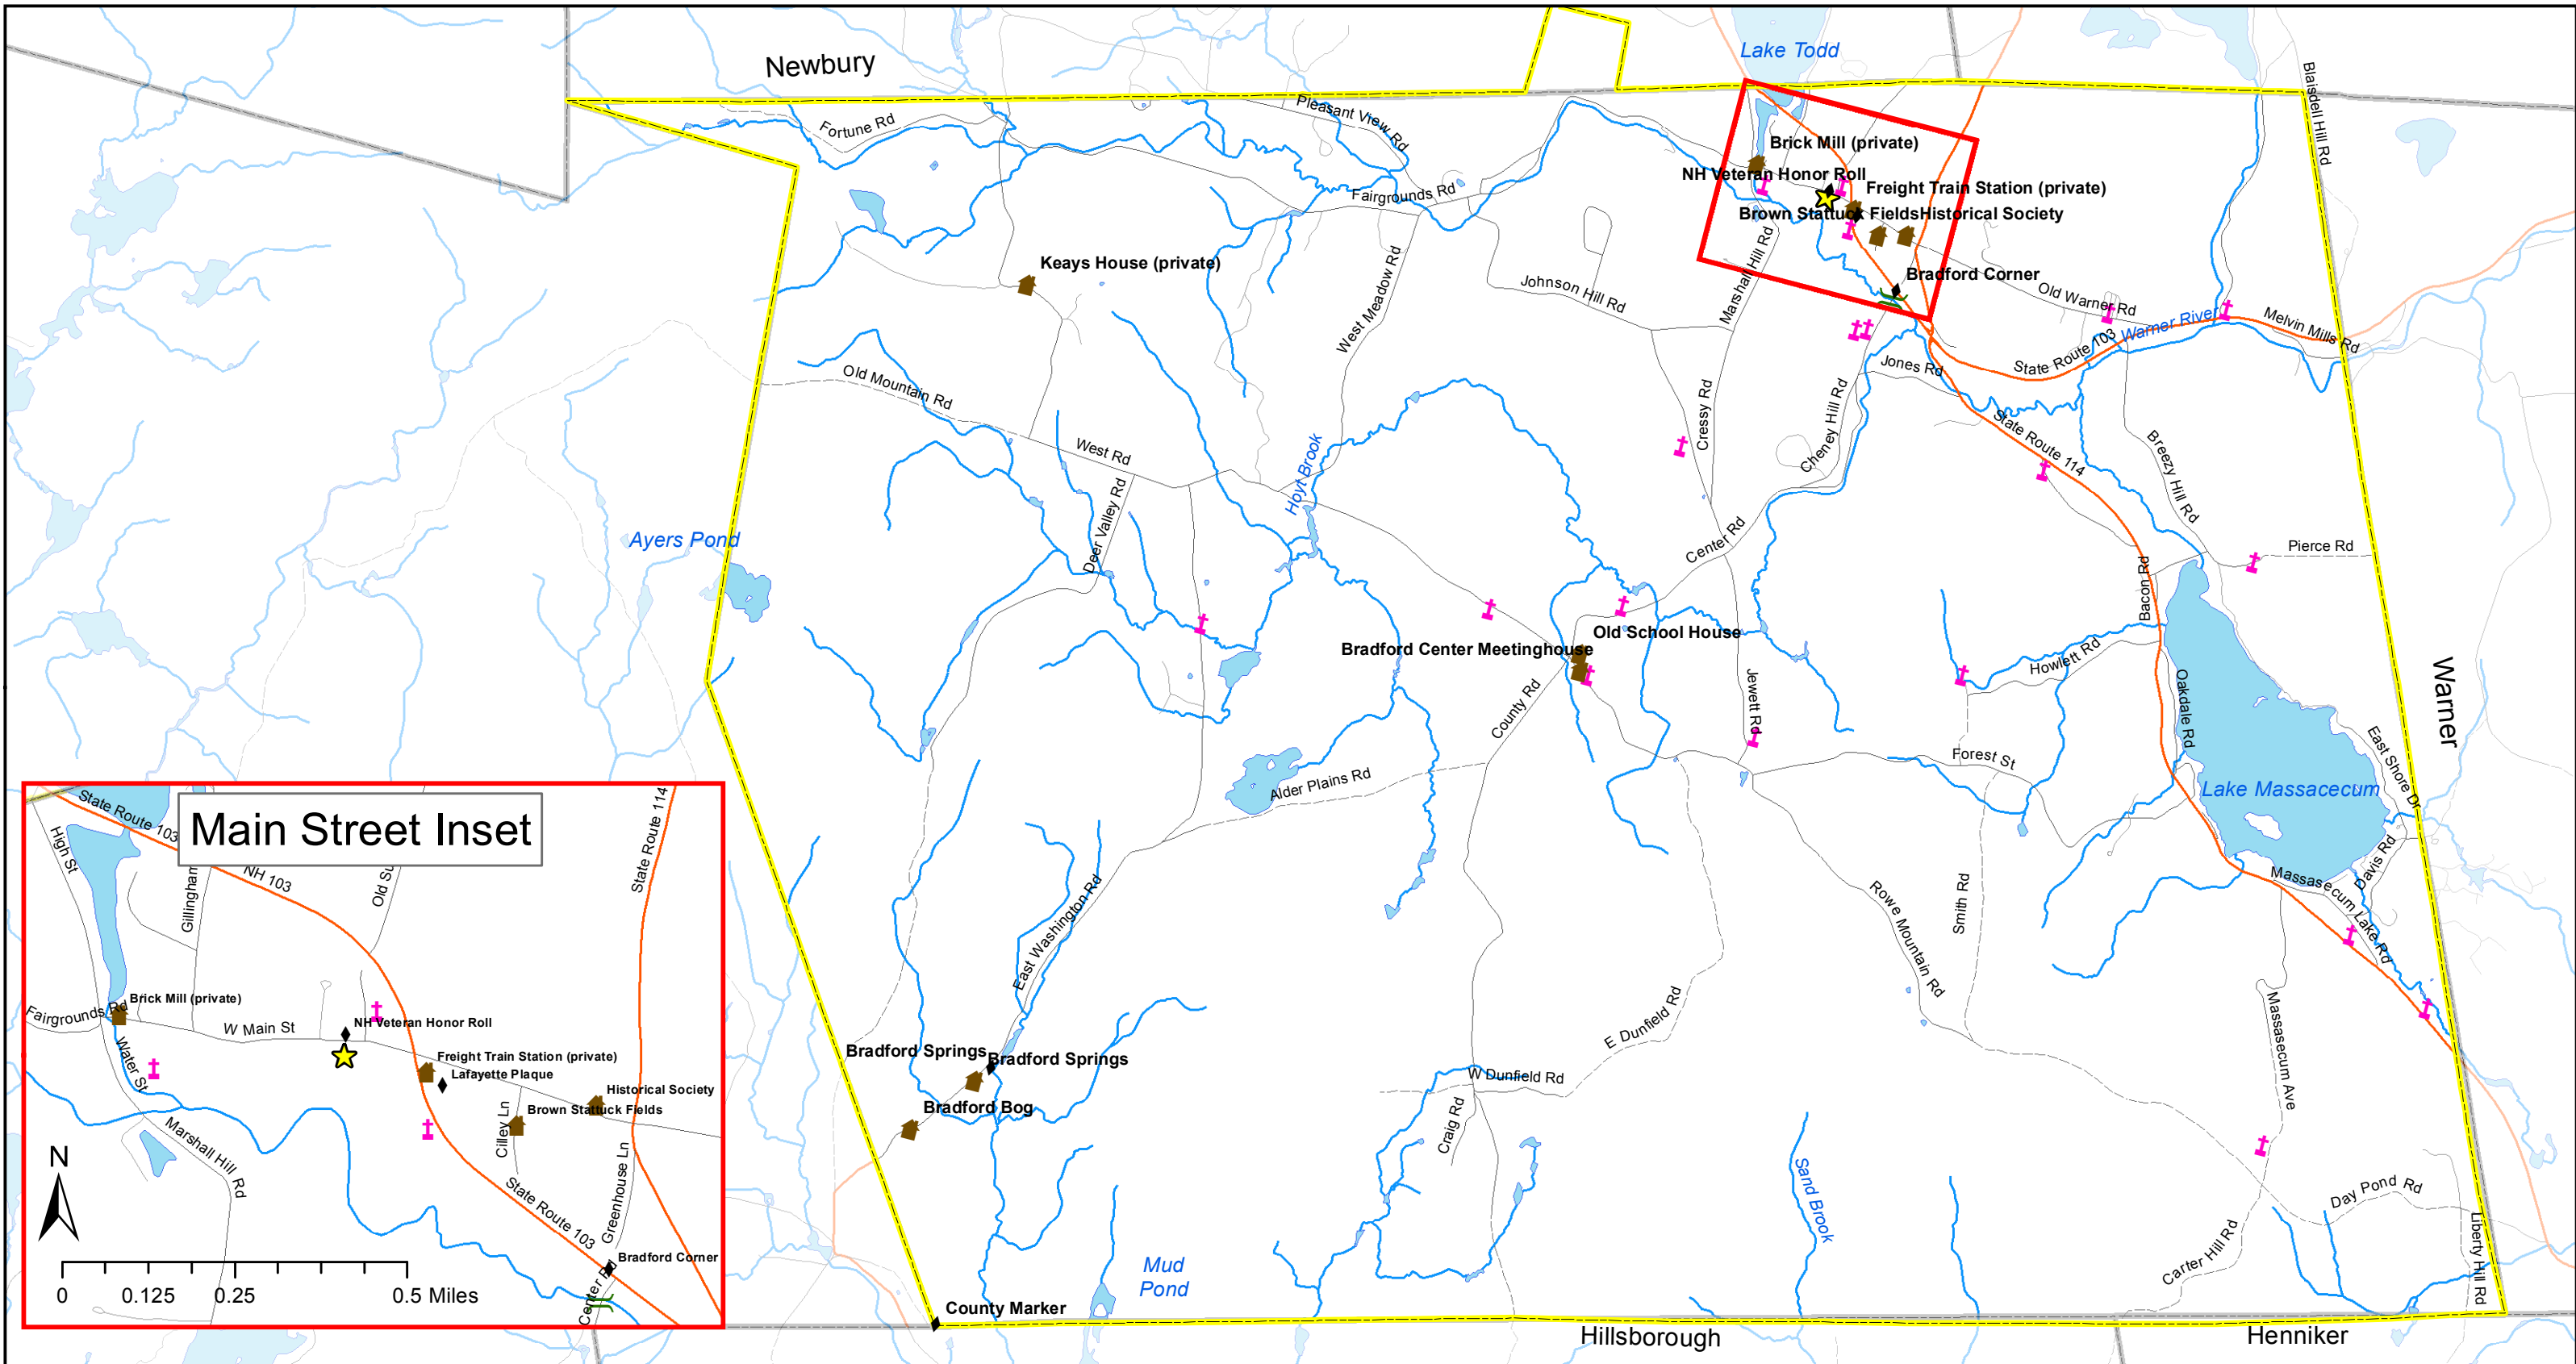 Newbury
Lake Todd
Blaisdell Hill Rd
Pleasant View Rd
Fortune Rd
Brick Mill (private)
NH Veteran Honor Roll
Freight Train Station (private)
Fairgrounds Rd
Brown Stattuck Fields
Historical Society
Keays House (private)
Marshall Hill Rd
West Meadow Rd
Johnson Hill Rd
Bradford Corner
Old Warner Rd
Warner River
Melvin Mills Rd
State Route 103
Jones Rd
Old Mountain Rd
Cressy Rd
Cheney Hill Rd
State Route 114
West Rd
Hoyt Brook
Breezy Hill Rd
Deer Valley Rd
Ayers Pond
Center Rd
Pierce Rd
Bacon Rd
Old School House
Bradford Center Meetinghouse
Howlett Rd
Warner
Jewett Rd
County Rd
Oakdale Rd
Forest St
East Shore Dr
Alder Plains Rd
Lake Massacecum
Davis Rd
Massasecum Lake Rd
East Washington Rd
Smith Rd
Rowe Mountain Rd
E Dunfield Rd
Massasecum Ave
Bradford Springs
Bradford Springs
W Dunfield Rd
Bradford Bog
Craig Rd
Sand Brook
Day Pond Rd
Carter Hill Rd
Liberty Hill Rd
Mud
Pond
County Marker
Hillsborough
Henniker
Main Street Inset
State Route 103
State Route 114
High St
NH 103
Gillingham
Old Su
Brick Mill (private)
Fairgrounds Rd
W Main St
NH Veteran Honor Roll
Water St
Freight Train Station (private)
Lafayette Plaque
Historical Society
Brown Stattuck Fields
Cilley Ln
Marshall Hill Rd
Greenhouse Ln
State Route 103
Bradford Corner
Center Rd
N
0 0.125 0.25 0.5 Miles